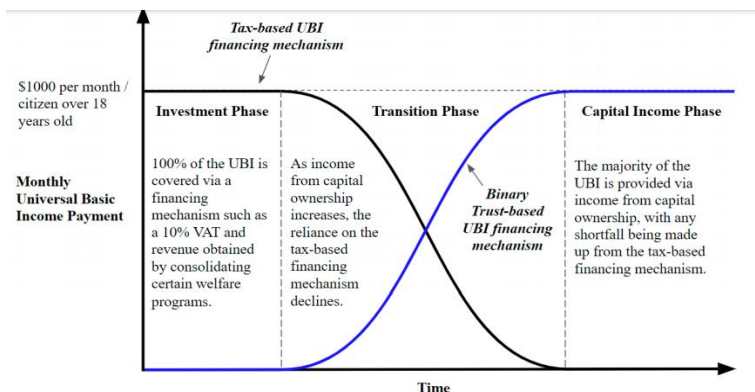 Tax-based UBI
financing mechanism
$1000 per month /
citizen over 18
years old
Monthly
Universal Basic
Income Payment
Investment Phase
100% of the UBI is
covered via a
financing
mechanism such as
a 10% VAT and
revenue obtained
by consolidating
certain welfare
programs.
Transition Phase
As income
from capital
ownership
increases, the
reliance on the
tax-based
financing
mechanism
declines.
Binary
Trust-based
UBI financing
mechanism
Capital Income Phase
The majority of the
UBI is provided via
income from capital
ownership, with any
shortfall being made
up from the tax-based
financing mechanism.
Time